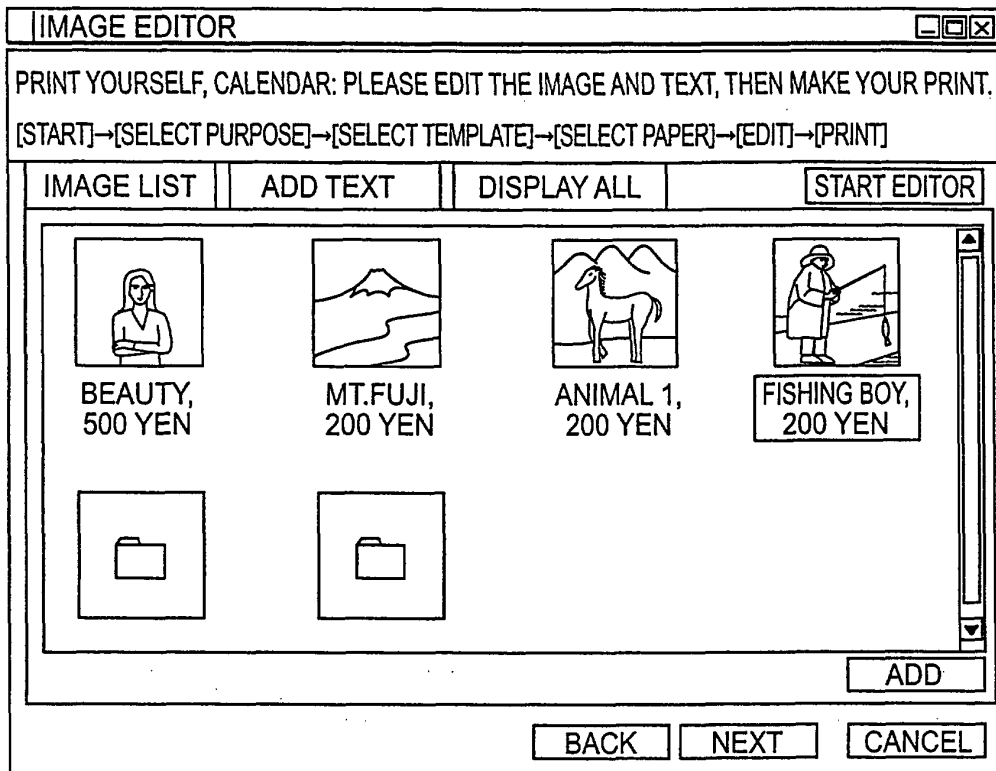 IMAGE EDITOR
PRINT YOURSELF, CALENDAR: PLEASE EDIT THE IMAGE AND TEXT, THEN MAKE YOUR PRINT.
[START]→[SELECT PURPOSE]→[SELECT TEMPLATE]→[SELECT PAPER]→[EDIT]→[PRINT]
IMAGE LIST ADD TEXT DISPLAY ALL START EDITOR
BEAUTY,
500 YEN
MT.FUJI,
200 YEN
ANIMAL 1,
200 YEN
FISHING BOY,
200 YEN
ADD
BACK NEXT CANCEL